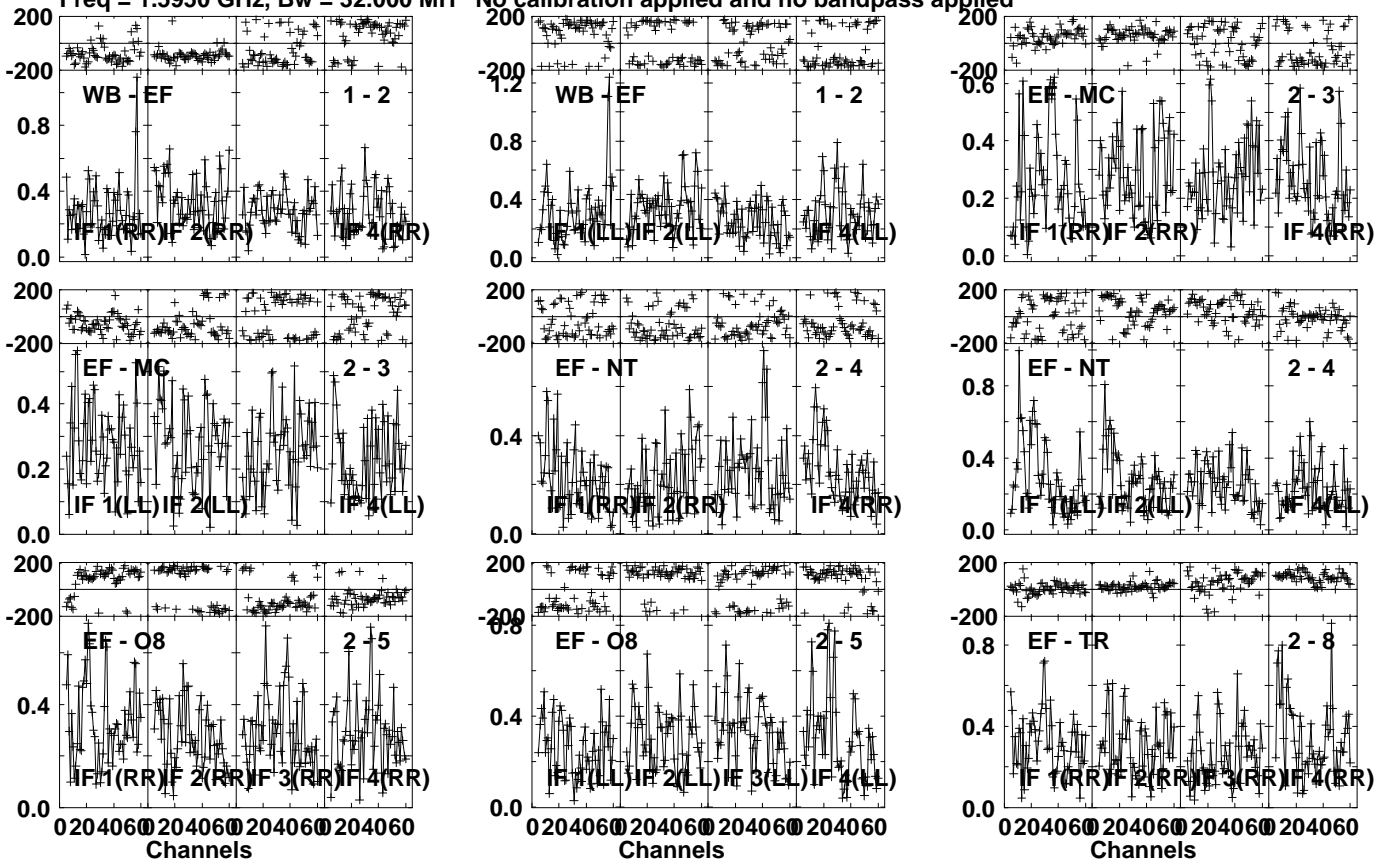 Freq = 1.5950 GHz, Bw = 32.000 MH No calibration applied and no bandpass applied
200
-200
WB - EF 1 - 2
0.8
0.4
0.0
IF 1(RR) IF 2(RR) IF 4(RR)
200
-200
1.2
WB - EF 1 - 2
0.8
0.4
0.0
IF 1(LL) IF 2(LL) IF 4(LL)
200
-200
0.6
EF - MC 2 - 3
0.4
0.2
0.0
IF 1(RR) IF 2(RR) IF 4(RR)
200
-200
EF - MC 2 - 3
0.4
0.2
0.0
IF 1(LL) IF 2(LL) IF 4(LL)
200
-200
EF - NT 2 - 4
0.4
0.0
IF 1(RR) IF 2(RR) IF 4(RR)
200
-200
EF - NT 2 - 4
0.8
0.4
0.0
IF 1(LL) IF 2(LL) IF 4(LL)
200
-200
EF - O8 2 - 5
0.4
0.0
IF 1(RR) IF 2(RR) IF 3(RR) IF 4(RR)
0 20 40 60 0 20 40 60 0 20 40 60 0 20 40 60
Channels
200
-200
0.8
EF - O8 2 - 5
0.4
0.0
IF 1(LL) IF 2(LL) IF 3(LL) IF 4(LL)
0 20 40 60 0 20 40 60 0 20 40 60 0 20 40 60
Channels
200
-200
EF - TR 2 - 8
0.8
0.4
0.0
IF 1(RR) IF 2(RR) IF 3(RR) IF 4(RR)
0 20 40 60 0 20 40 60 0 20 40 60 0 20 40 60
Channels